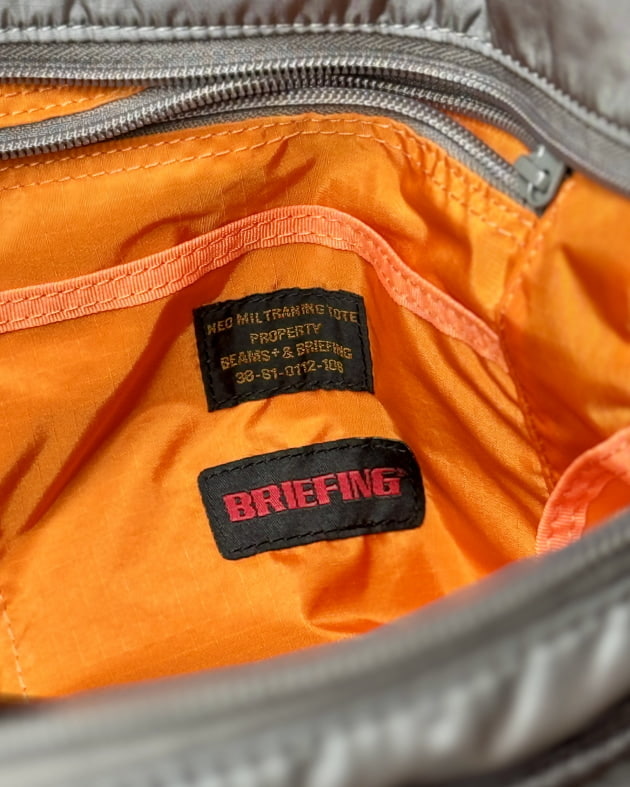 NEO MIL TRANING TOTE
PROPERTY
BEAMS+ & BRIEFING
38-61-0112-108
BRIEFING